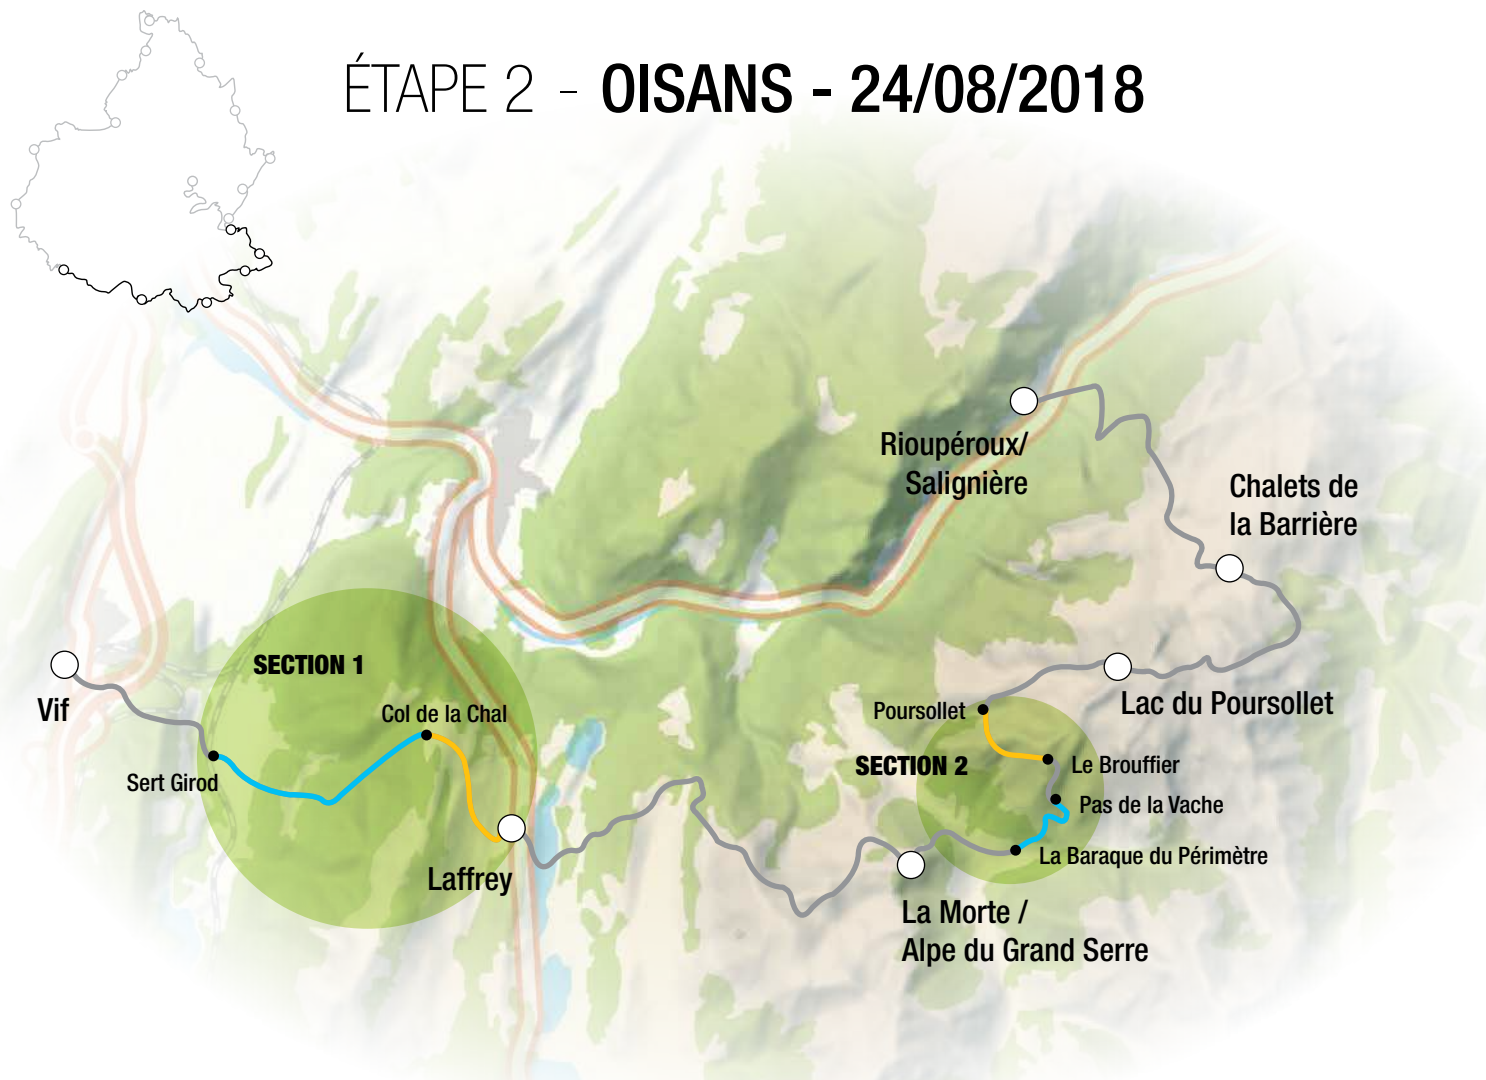 ÉTAPE 2 - OISANS - 24/08/2018
Rioupéroux/
Salignière
Chalets de
la Barrière
SECTION 1
Vif
Col de la Chal
Sert Girod
Laffrey
Poursollet
Lac du Poursollet
SECTION 2
Le Brouffier
Pas de la Vache
La Baraque du Périmètre
La Morte /
Alpe du Grand Serre